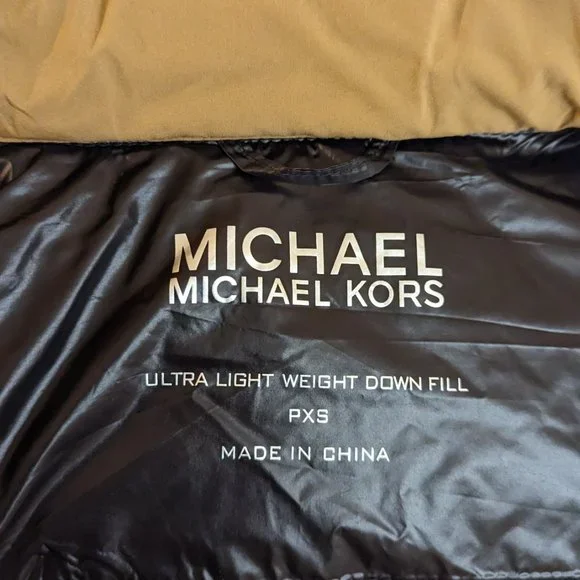 MICHAEL
MICHAEL KORS
ULTRA LIGHT WEIGHT DOWN FILL
PXS
MADE IN CHINA